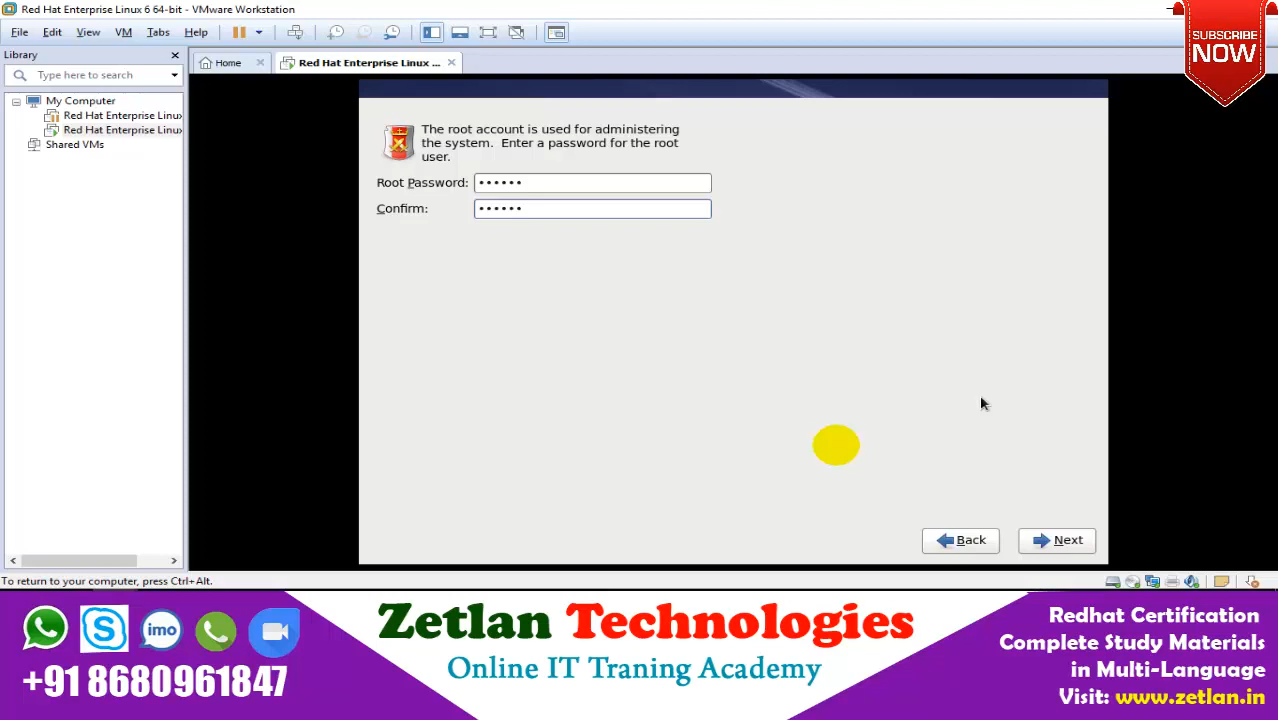 Red Hat Enterprise Linux 6 64-bit - VMware Workstation
SUBSCRIBE
NOW
File Edit View VM Tabs Help
Library
Type here to search
Home
Red Hat Enterprise Linux ...
My Computer
Red Hat Enterprise Linux
Red Hat Enterprise Linux
Shared VMs
The root account is used for administering
the system. Enter a password for the root
user.
Root Password: ••••••
Confirm: ••••••
Back Next
To return to your computer, press Ctrl+Alt.
imo
+91 8680961847
Zetlan Technologies
Online IT Traning Academy
Redhat Certification
Complete Study Materials
in Multi-Language
Visit: www.zetlan.in